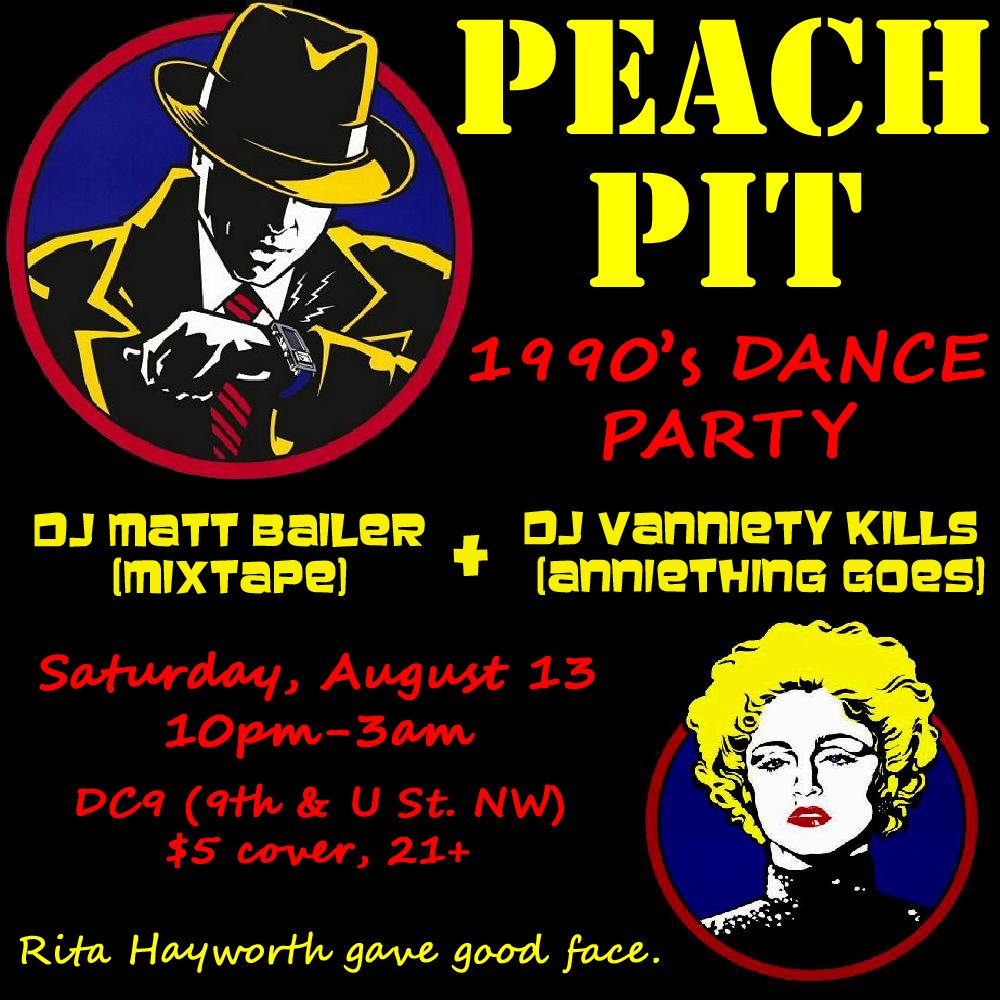 PEACH
PIT
1990's DANCE
PARTY
DJ MATT BAILER
(MIXTAPE)
+
DJ VANNIETY KILLS
(ANNIETHING GOES)
Saturday, August 13
10pm-3am
DC9 (9th & U St. NW)
$5 cover, 21+
Rita Hayworth gave good face.